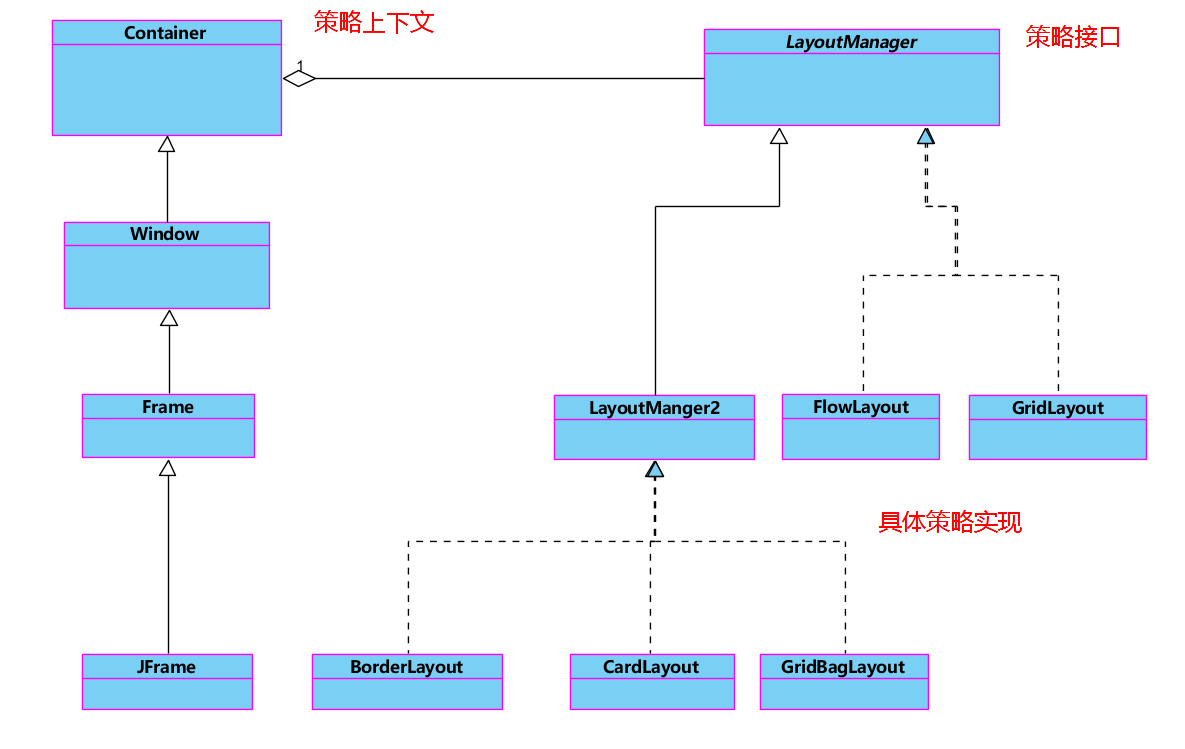 策略上下文
Container
1
LayoutManager
策略接口
Window
Frame
LayoutManger2
FlowLayout
GridLayout
具体策略实现
JFrame
BorderLayout
CardLayout
GridBagLayout